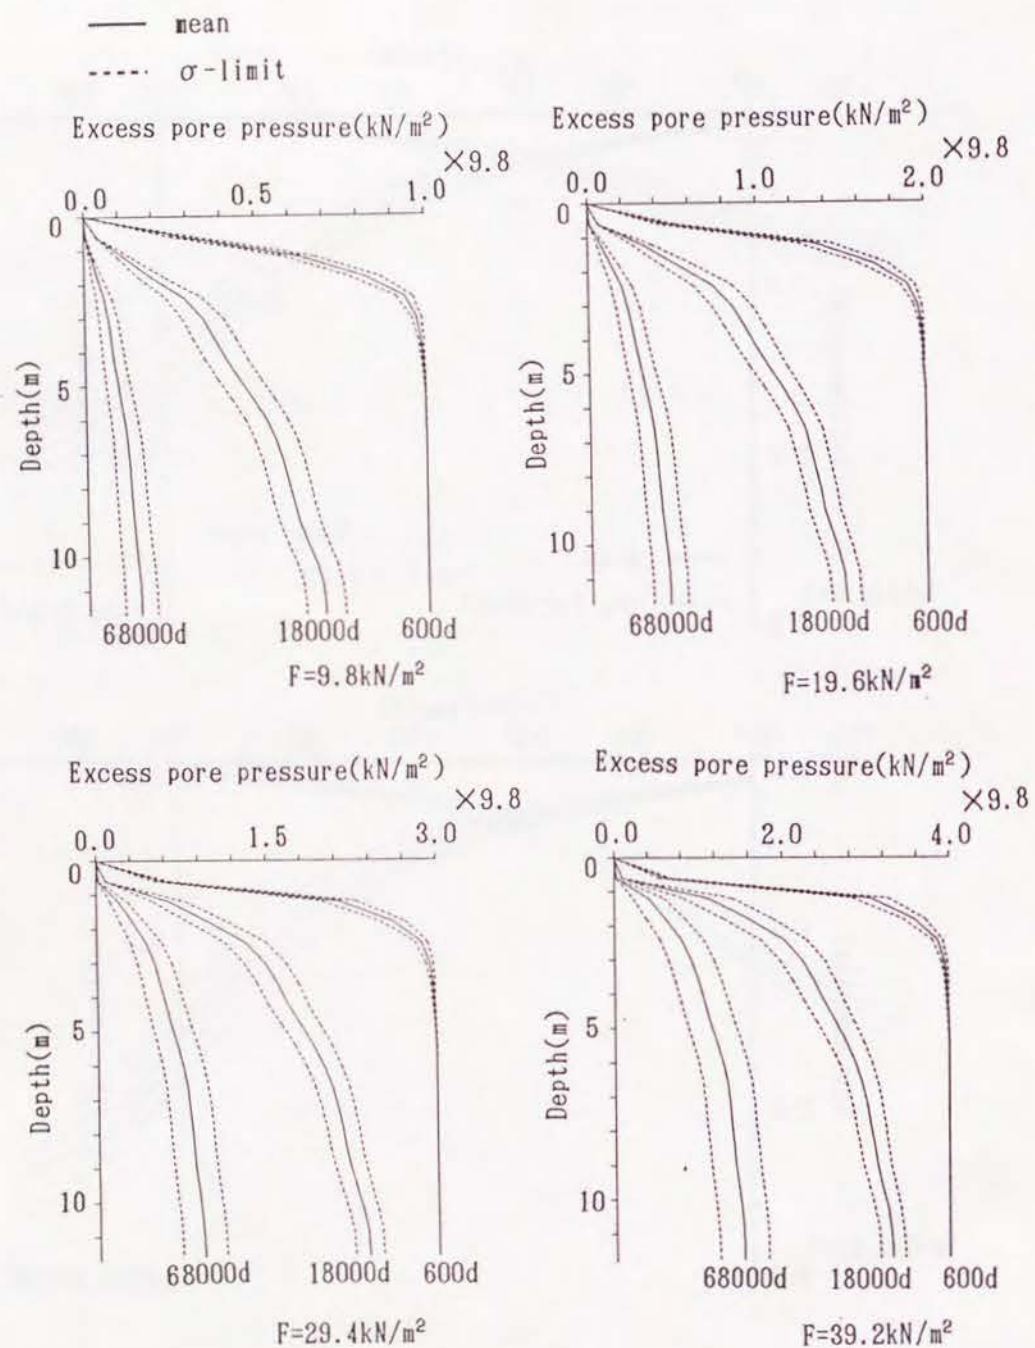 mean
σ-limit
Excess pore pressure(kN/m²)
×9.8
0.0 0.5 1.0
0
5
10
Depth(m)
68000d 18000d 600d
F=9.8kN/m²
Excess pore pressure(kN/m²)
×9.8
0.0 1.0 2.0
0
5
10
Depth(m)
68000d 18000d 600d
F=19.6kN/m²
Excess pore pressure(kN/m²)
×9.8
0.0 1.5 3.0
0
5
10
Depth(m)
68000d 18000d 600d
F=29.4kN/m²
Excess pore pressure(kN/m²)
×9.8
0.0 2.0 4.0
0
5
10
Depth(m)
68000d 18000d 600d
F=39.2kN/m²